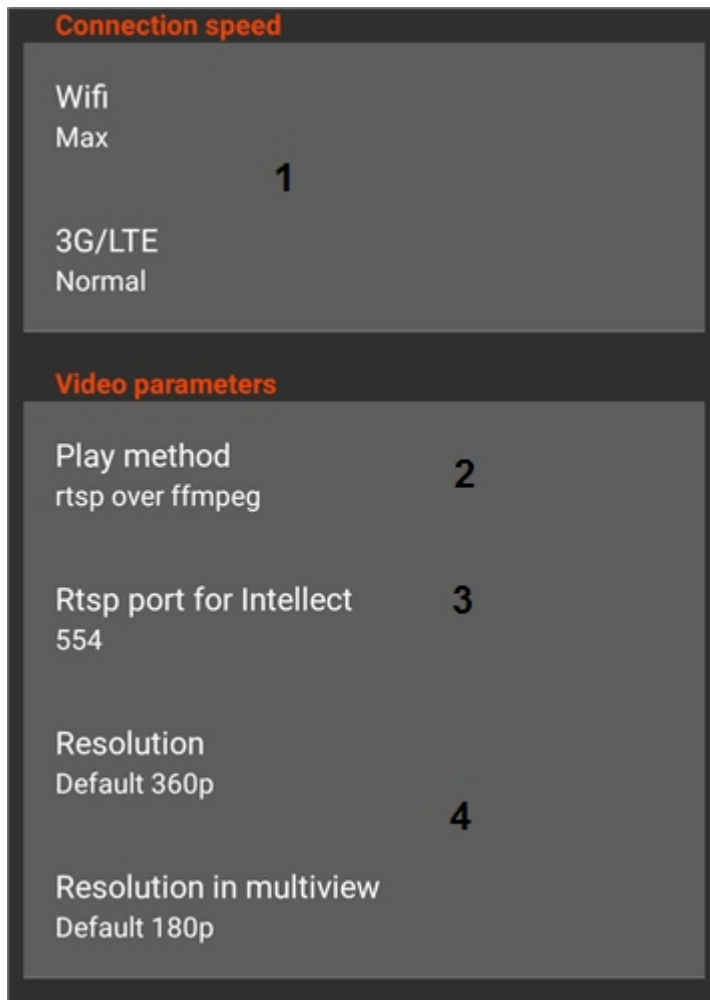 Connection speed
Wifi
Max
1
3G/LTE
Normal
Video parameters
Play method
2
rtsp over ffmpeg
Rtsp port for Intellect
3
554
Resolution
Default 360p
4
Resolution in multiview
Default 180p